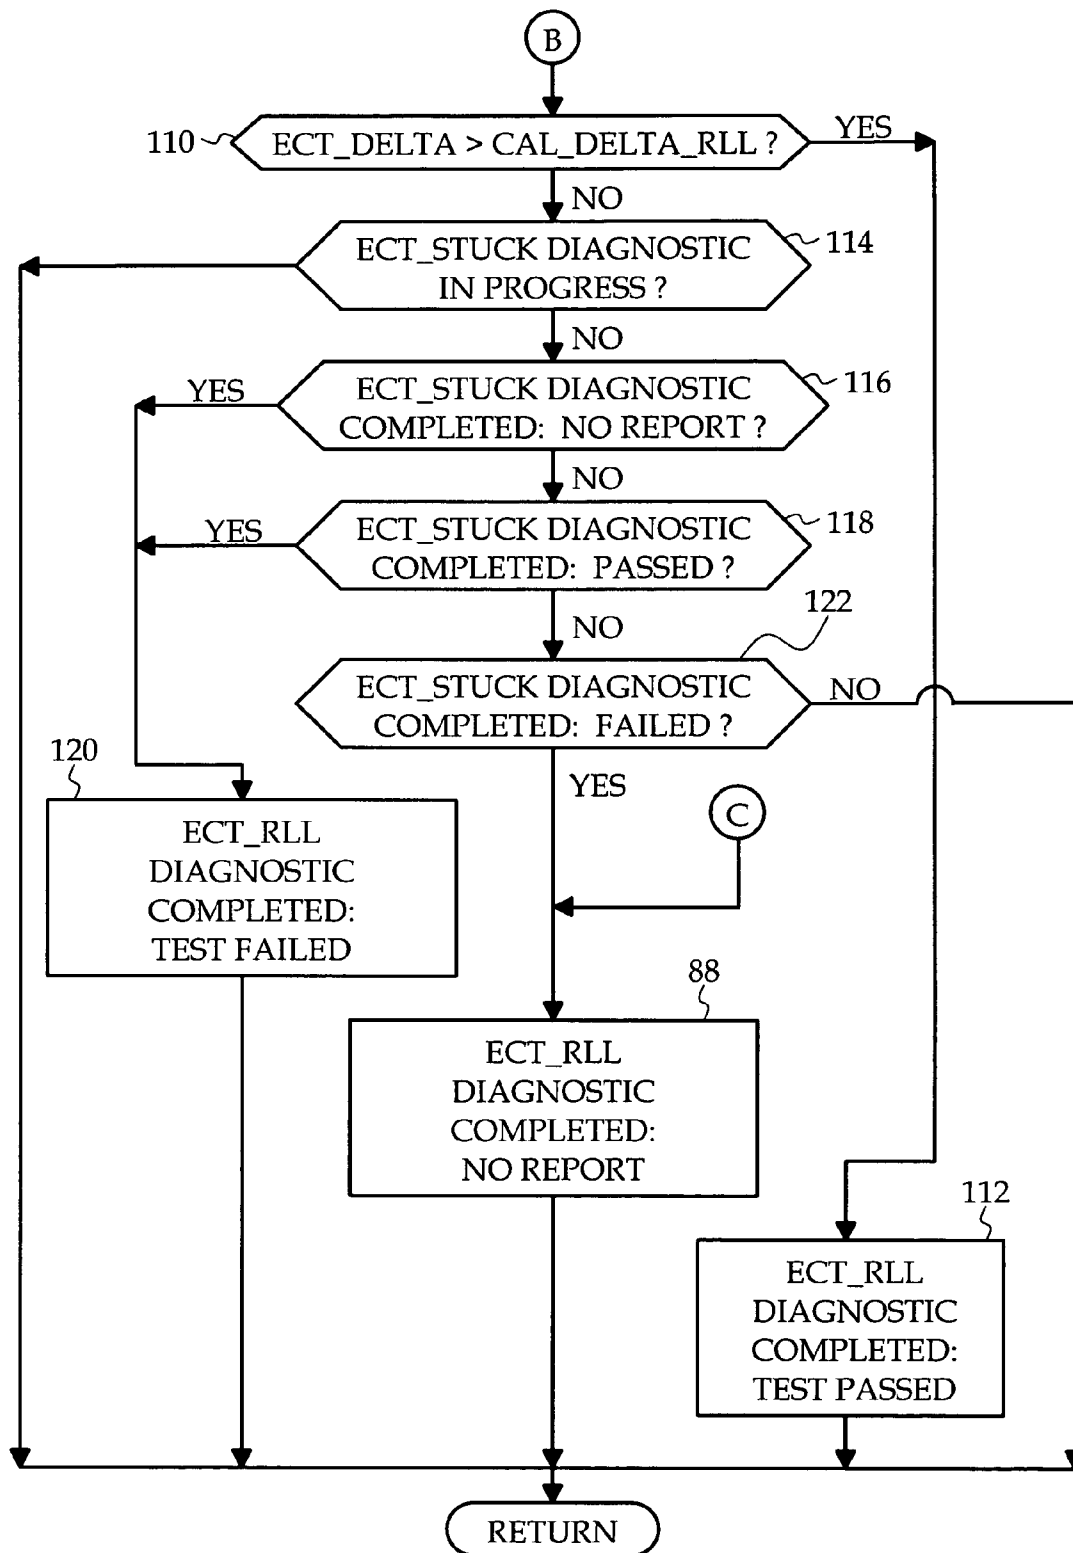 B
110
ECT_DELTA > CAL_DELTA_RLL ?
YES
NO
ECT_STUCK DIAGNOSTIC
IN PROGRESS ?
114
NO
YES
ECT_STUCK DIAGNOSTIC
COMPLETED: NO REPORT ?
116
NO
YES
ECT_STUCK DIAGNOSTIC
COMPLETED: PASSED ?
118
NO
122
ECT_STUCK DIAGNOSTIC
COMPLETED: FAILED ?
NO
YES
120
ECT_RLL
DIAGNOSTIC
COMPLETED:
TEST FAILED
C
88
ECT_RLL
DIAGNOSTIC
COMPLETED:
NO REPORT
112
ECT_RLL
DIAGNOSTIC
COMPLETED:
TEST PASSED
RETURN